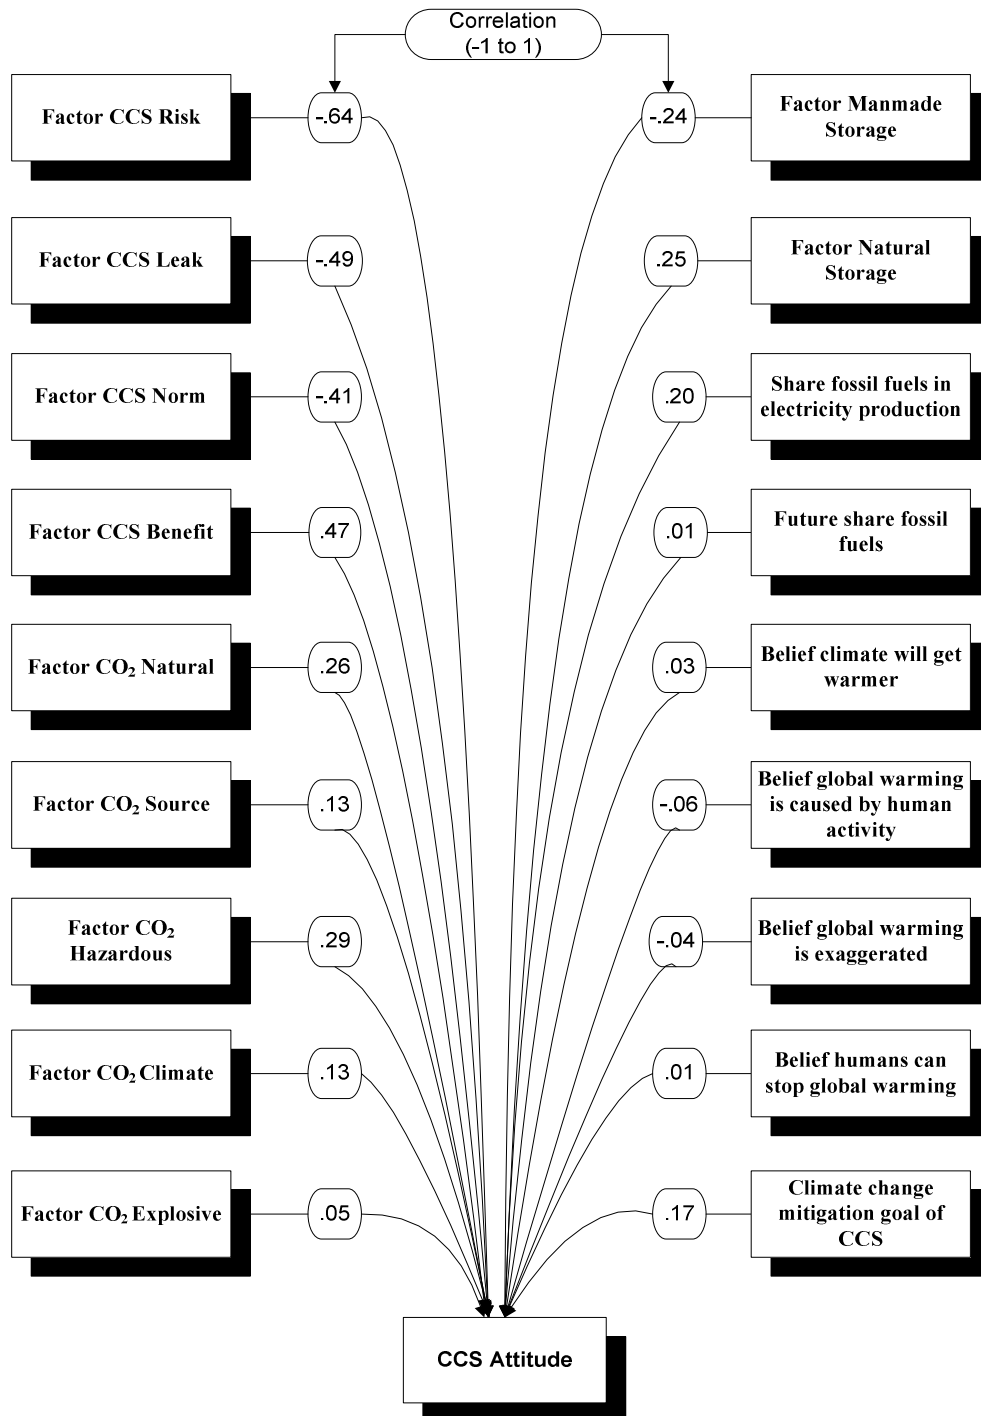 Correlation
(-1 to 1)
Factor CCS Risk
-.64
-.24
Factor Manmade
Storage
Factor CCS Leak
-.49
.25
Factor Natural
Storage
Factor CCS Norm
-.41
.20
Share fossil fuels in
electricity production
Factor CCS Benefit
.47
.01
Future share fossil
fuels
Factor CO₂ Natural
.26
.03
Belief climate will get
warmer
Factor CO₂ Source
.13
-.06
Belief global warming
is caused by human
activity
Factor CO₂
Hazardous
.29
-.04
Belief global warming
is exaggerated
Factor CO₂ Climate
.13
.01
Belief humans can
stop global warming
Factor CO₂ Explosive
.05
.17
Climate change
mitigation goal of
CCS
CCS Attitude